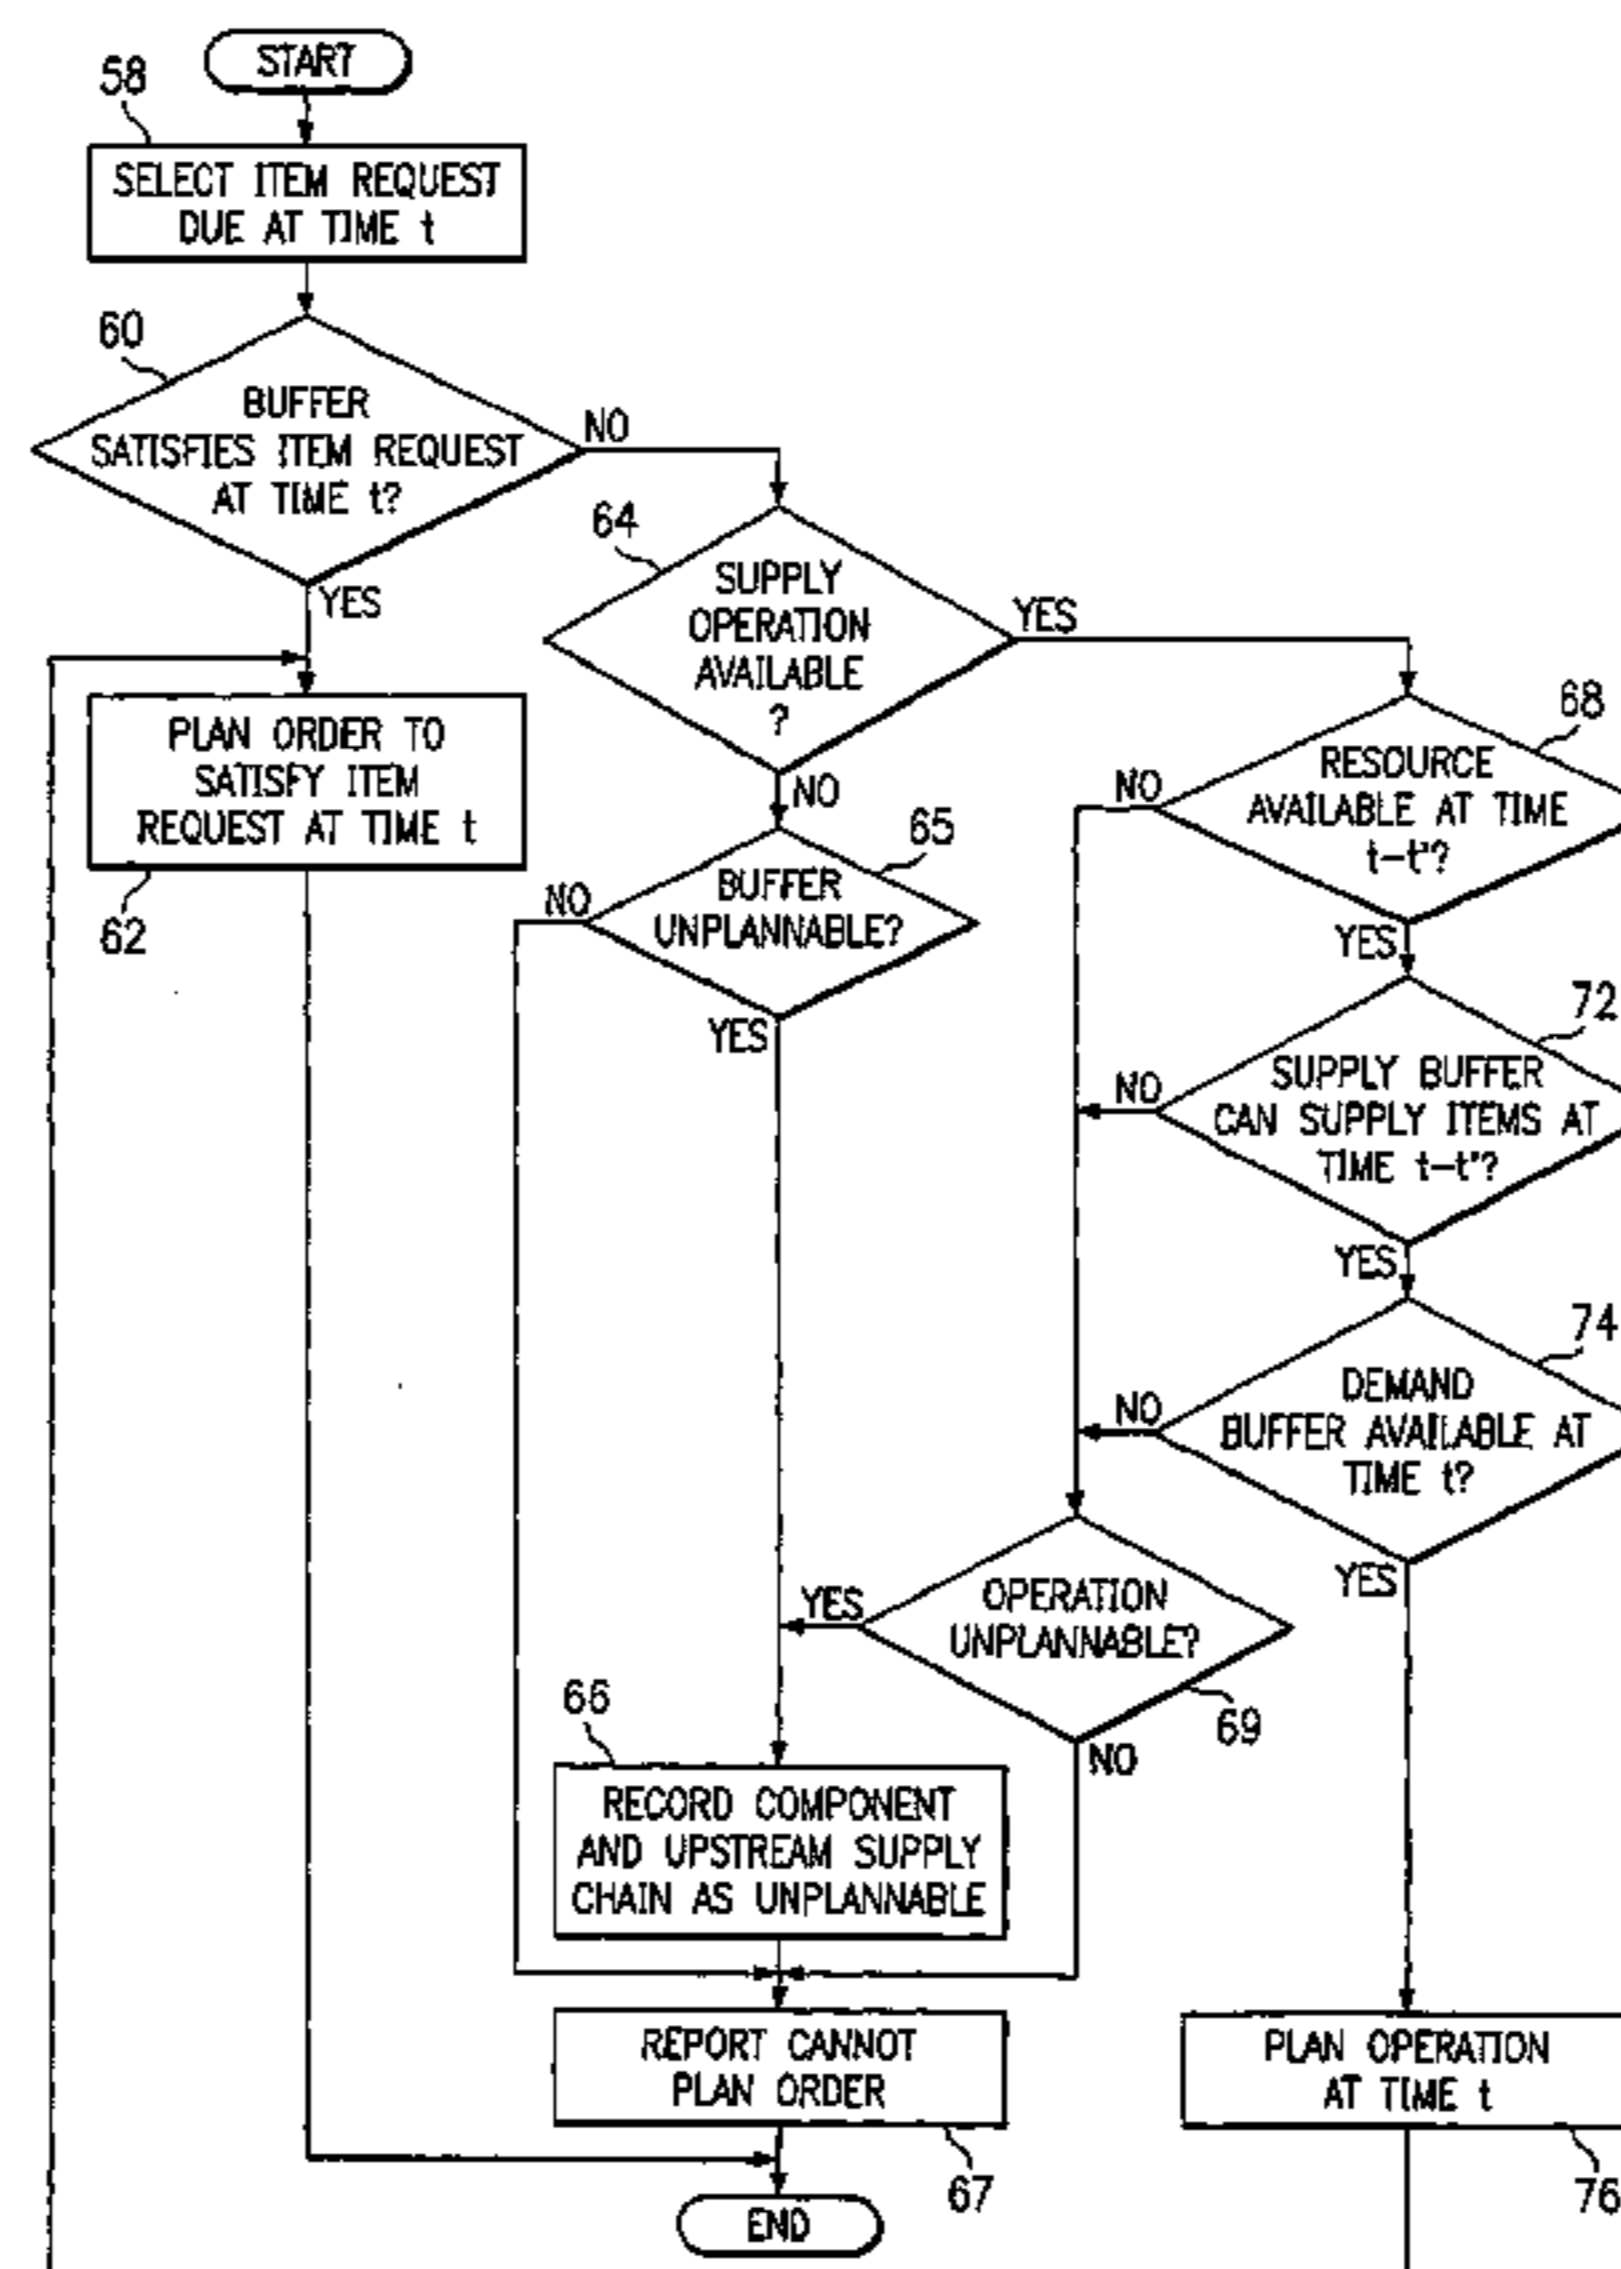 START
58
SELECT ITEM REQUEST
DUE AT TIME t
60
BUFFER
SATISFIES ITEM REQUEST
AT TIME t?
NO
YES
64
SUPPLY
OPERATION
AVAILABLE
?
YES
NO
PLAN ORDER TO
SATISFY ITEM
REQUEST AT TIME t
62
65
BUFFER
UNPLANNABLE?
NO
YES
68
RESOURCE
AVAILABLE AT TIME
t-t'?
NO
YES
72
SUPPLY BUFFER
CAN SUPPLY ITEMS AT
TIME t-t'?
NO
YES
74
DEMAND
BUFFER AVAILABLE AT
TIME t?
NO
YES
OPERATION
UNPLANNABLE?
YES
69
NO
66
RECORD COMPONENT
AND UPSTREAM SUPPLY
CHAIN AS UNPLANNABLE
REPORT CANNOT
PLAN ORDER
67
PLAN OPERATION
AT TIME t
76
END